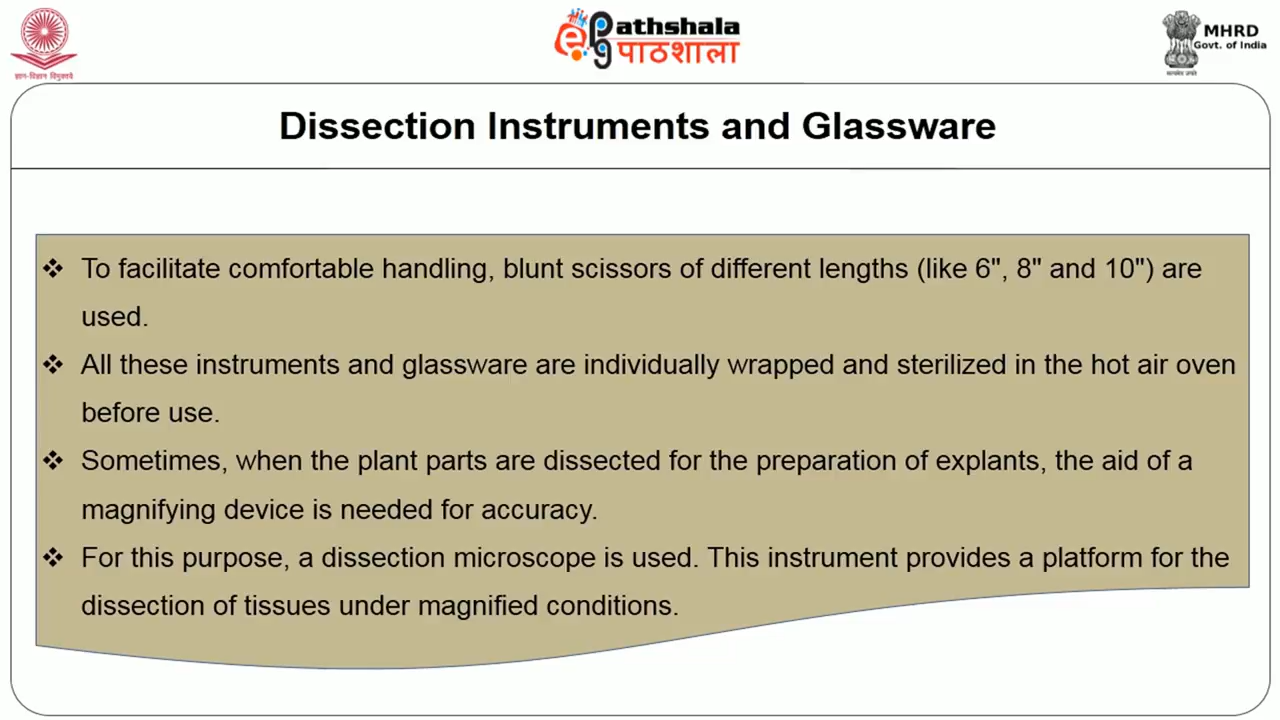 ज्ञान-विज्ञान विमुक्तये
ePathshala
पाठशाला
MHRD
Govt. of India
सत्यमेव जयते
Dissection Instruments and Glassware
❖ To facilitate comfortable handling, blunt scissors of different lengths (like 6", 8" and 10") are
used.
❖ All these instruments and glassware are individually wrapped and sterilized in the hot air oven
before use.
❖ Sometimes, when the plant parts are dissected for the preparation of explants, the aid of a
magnifying device is needed for accuracy.
❖ For this purpose, a dissection microscope is used. This instrument provides a platform for the
dissection of tissues under magnified conditions.